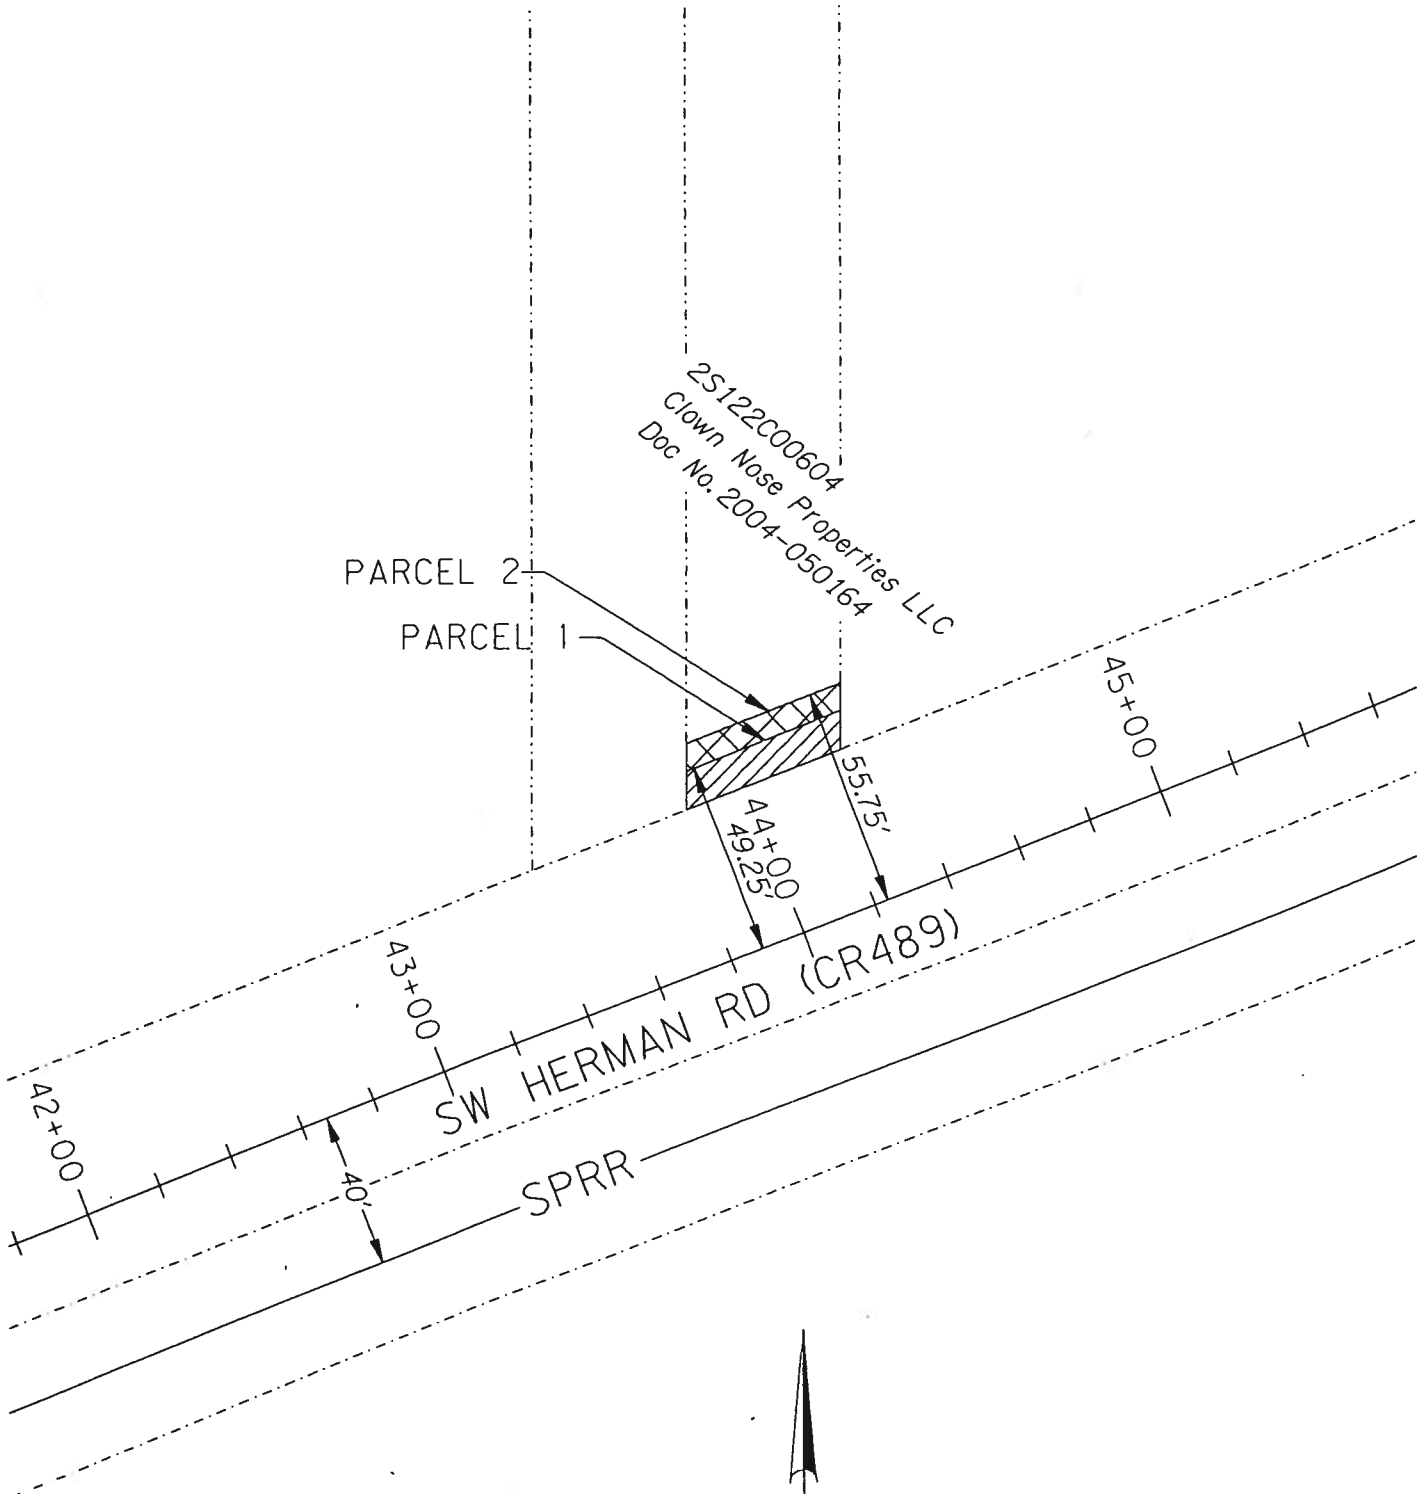 2S122C00604
Clown Nose Properties LLC
Doc No. 2004-050164
PARCEL 2
PARCEL 1
45+00
55.75'
44+00
49.25'
43+00
SW HERMAN RD (CR489)
42+00
40'
SPRR